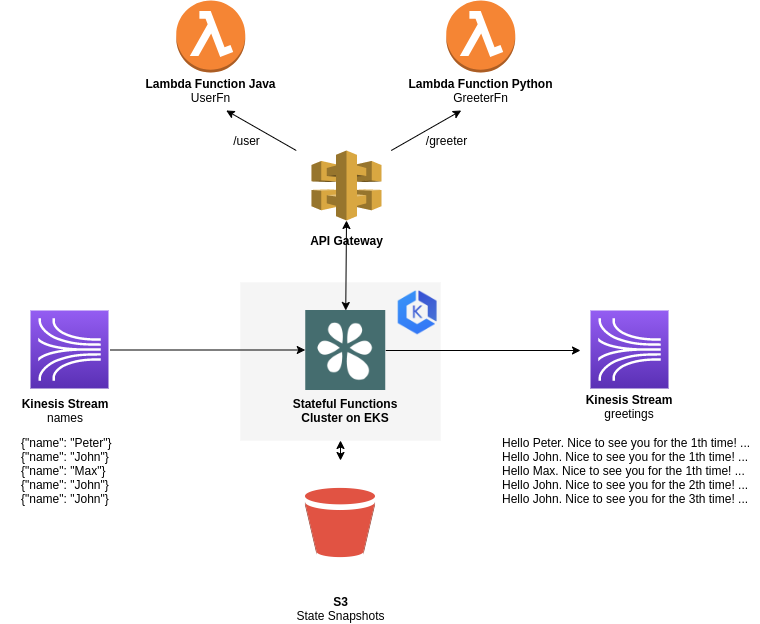 Lambda Function Java
UserFn
Lambda Function Python
GreeterFn
/user
/greeter
API Gateway
K
Kinesis Stream
names
{"name": "Peter"}
{"name": "John"}
{"name": "Max"}
{"name": "John"}
{"name": "John"}
Stateful Functions
Cluster on EKS
Kinesis Stream
greetings
Hello Peter. Nice to see you for the 1th time! ...
Hello John. Nice to see you for the 1th time! ...
Hello Max. Nice to see you for the 1th time! ...
Hello John. Nice to see you for the 2th time! ...
Hello John. Nice to see you for the 3th time! ...
S3
State Snapshots